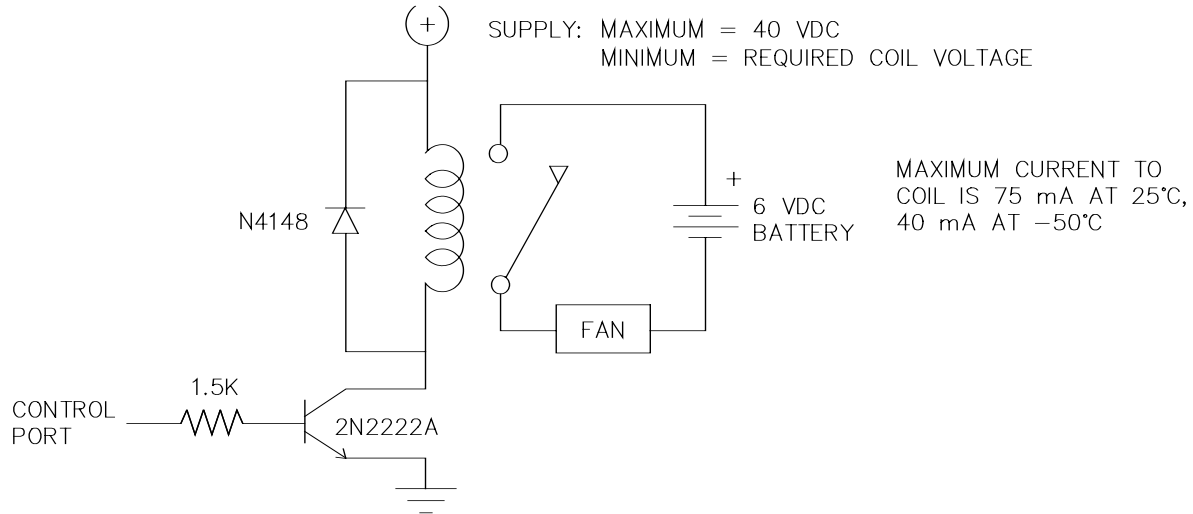 +
SUPPLY: MAXIMUM = 40 VDC
MINIMUM = REQUIRED COIL VOLTAGE
MAXIMUM CURRENT TO
COIL IS 75 mA AT 25°C,
40 mA AT −50°C
+
6 VDC
BATTERY
N4148
FAN
1.5K
CONTROL
PORT
2N2222A